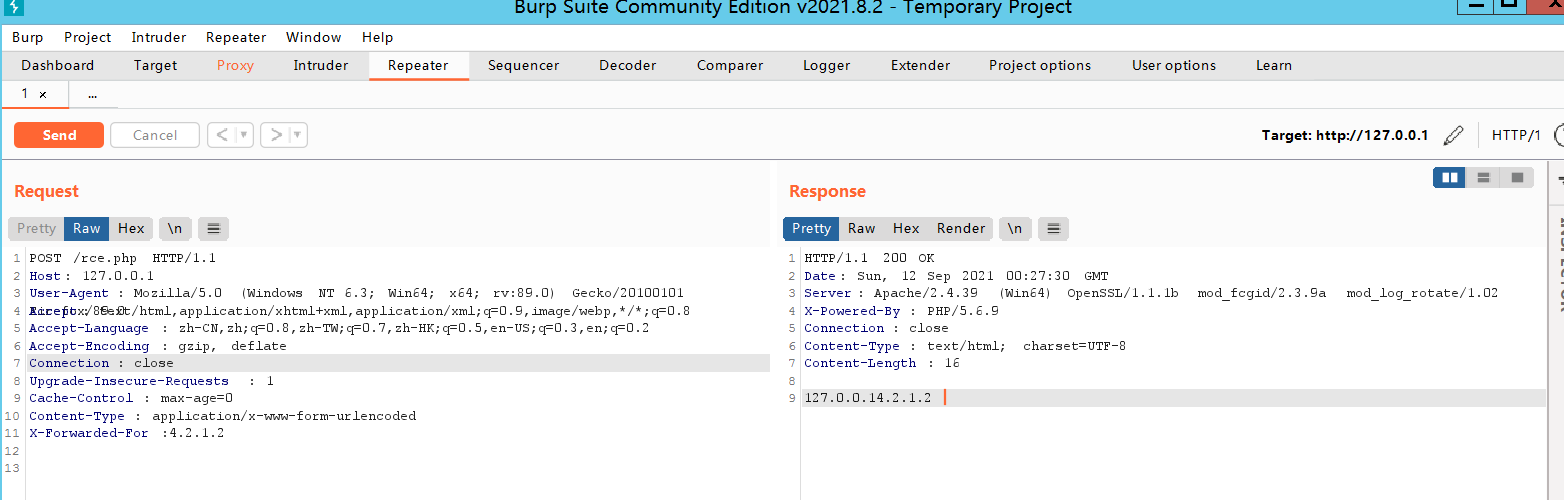 Burp Suite Community Edition v2021.8.2 - Temporary Project
Burp Project Intruder Repeater Window Help
Dashboard Target Proxy Intruder Repeater Sequencer Decoder Comparer Logger Extender Project options User options Learn
1 × ...
Send Cancel < > Target: http://127.0.0.1 HTTP/1
Request
Pretty Raw Hex \n
1 POST /rce.php HTTP/1.1
2 Host: 127.0.0.1
3 User-Agent : Mozilla/5.0 (Windows NT 6.3; Win64; x64; rv:89.0) Gecko/20100101
4 text/html,application/xhtml+xml,application/xml;q=0.9,image/webp,*/*;q=0.8
5 Accept-Language : zh-CN,zh;q=0.8,zh-TW;q=0.7,zh-HK;q=0.5,en-US;q=0.3,en;q=0.2
6 Accept-Encoding : gzip, deflate
7 Connection : close
8 Upgrade-Insecure-Requests : 1
9 Cache-Control : max-age=0
10 Content-Type : application/x-www-form-urlencoded
11 X-Forwarded-For :4.2.1.2
12
13
Response
Pretty Raw Hex Render \n
1 HTTP/1.1 200 OK
2 Date: Sun, 12 Sep 2021 00:27:30 GMT
3 Server: Apache/2.4.39 (Win64) OpenSSL/1.1.1b mod_fcgid/2.3.9a mod_log_rotate/1.02
4 X-Powered-By : PHP/5.6.9
5 Connection : close
6 Content-Type : text/html; charset=UTF-8
7 Content-Length : 16
8
9 127.0.0.14.2.1.2